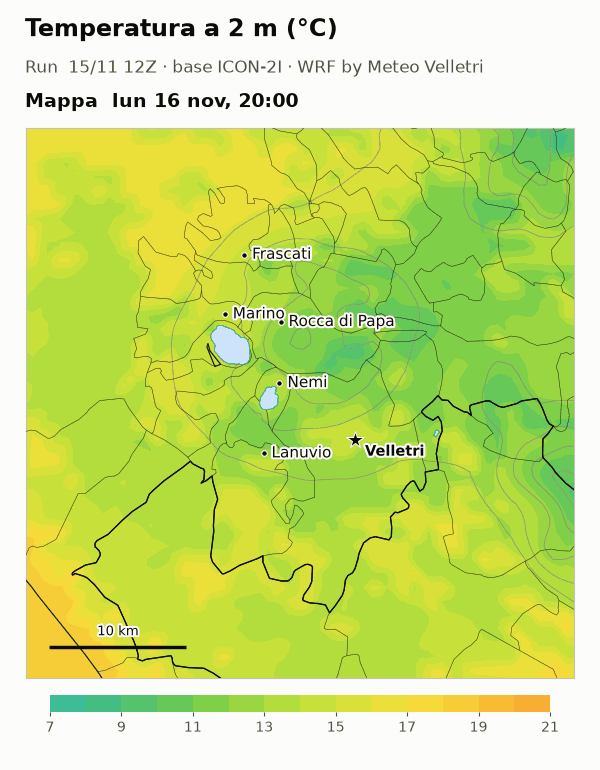 Temperatura a 2 m (°C)
Run  15/11 12Z · base ICON-2I · WRF by Meteo Velletri
Mappa  lun 16 nov, 20:00
Frascati
Marino
Rocca di Papa
Nemi
Velletri
Lanuvio
10 km
7 9 11 13 15 17 19 21